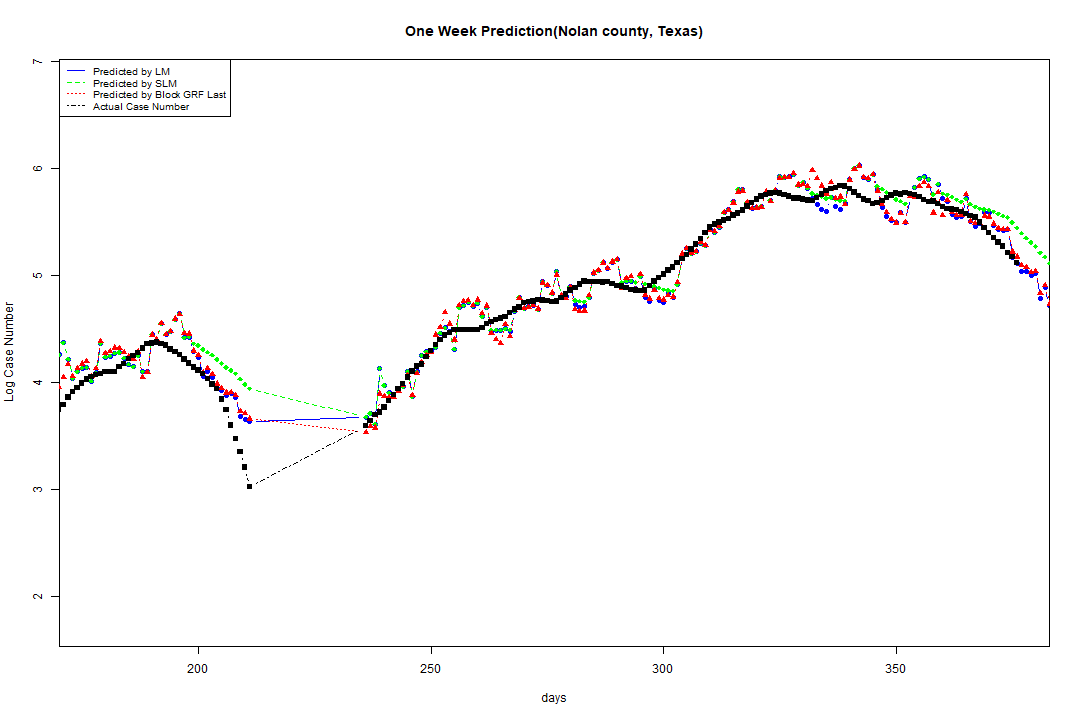 One Week Prediction(Nolan county, Texas)
Predicted by LM
Predicted by SLM
Predicted by Block GRF Last
Actual Case Number
7
6
5
4
3
2
Log Case Number
200
250
300
350
days